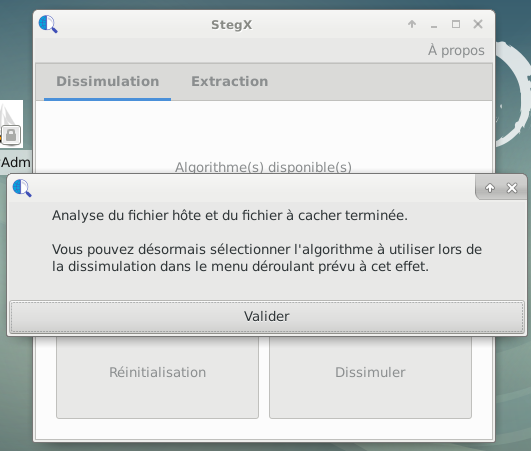 StegX
À propos
Dissimulation Extraction
Adm
Algorithme(s) disponible(s)
Analyse du fichier hôte et du fichier à cacher terminée.
Vous pouvez désormais sélectionner l'algorithme à utiliser lors de
la dissimulation dans le menu déroulant prévu à cet effet.
Valider
Réinitialisation Dissimuler